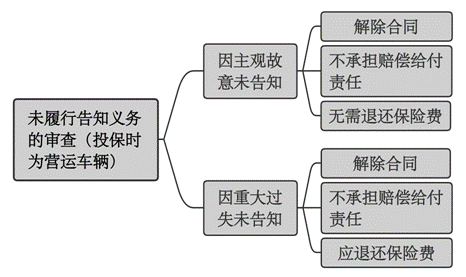 未履行告知义务
的审查（投保时
为营运车辆）
因主观故
意未告知
解除合同
不承担赔偿给付
责任
无需退还保险费
因重大过
失未告知
解除合同
不承担赔偿给付
责任
应退还保险费